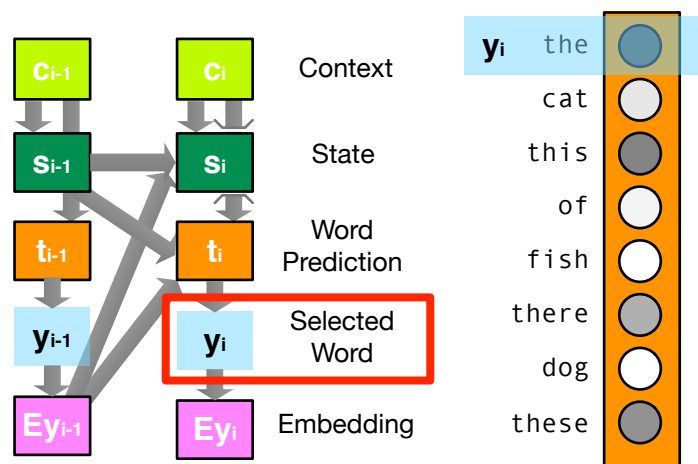 ci-1 ci Context
si-1 si State
ti-1 ti Word
Prediction
yi-1 yi Selected
Word
Eyi-1 Eyi Embedding
yi the
cat
this
of
fish
there
dog
these